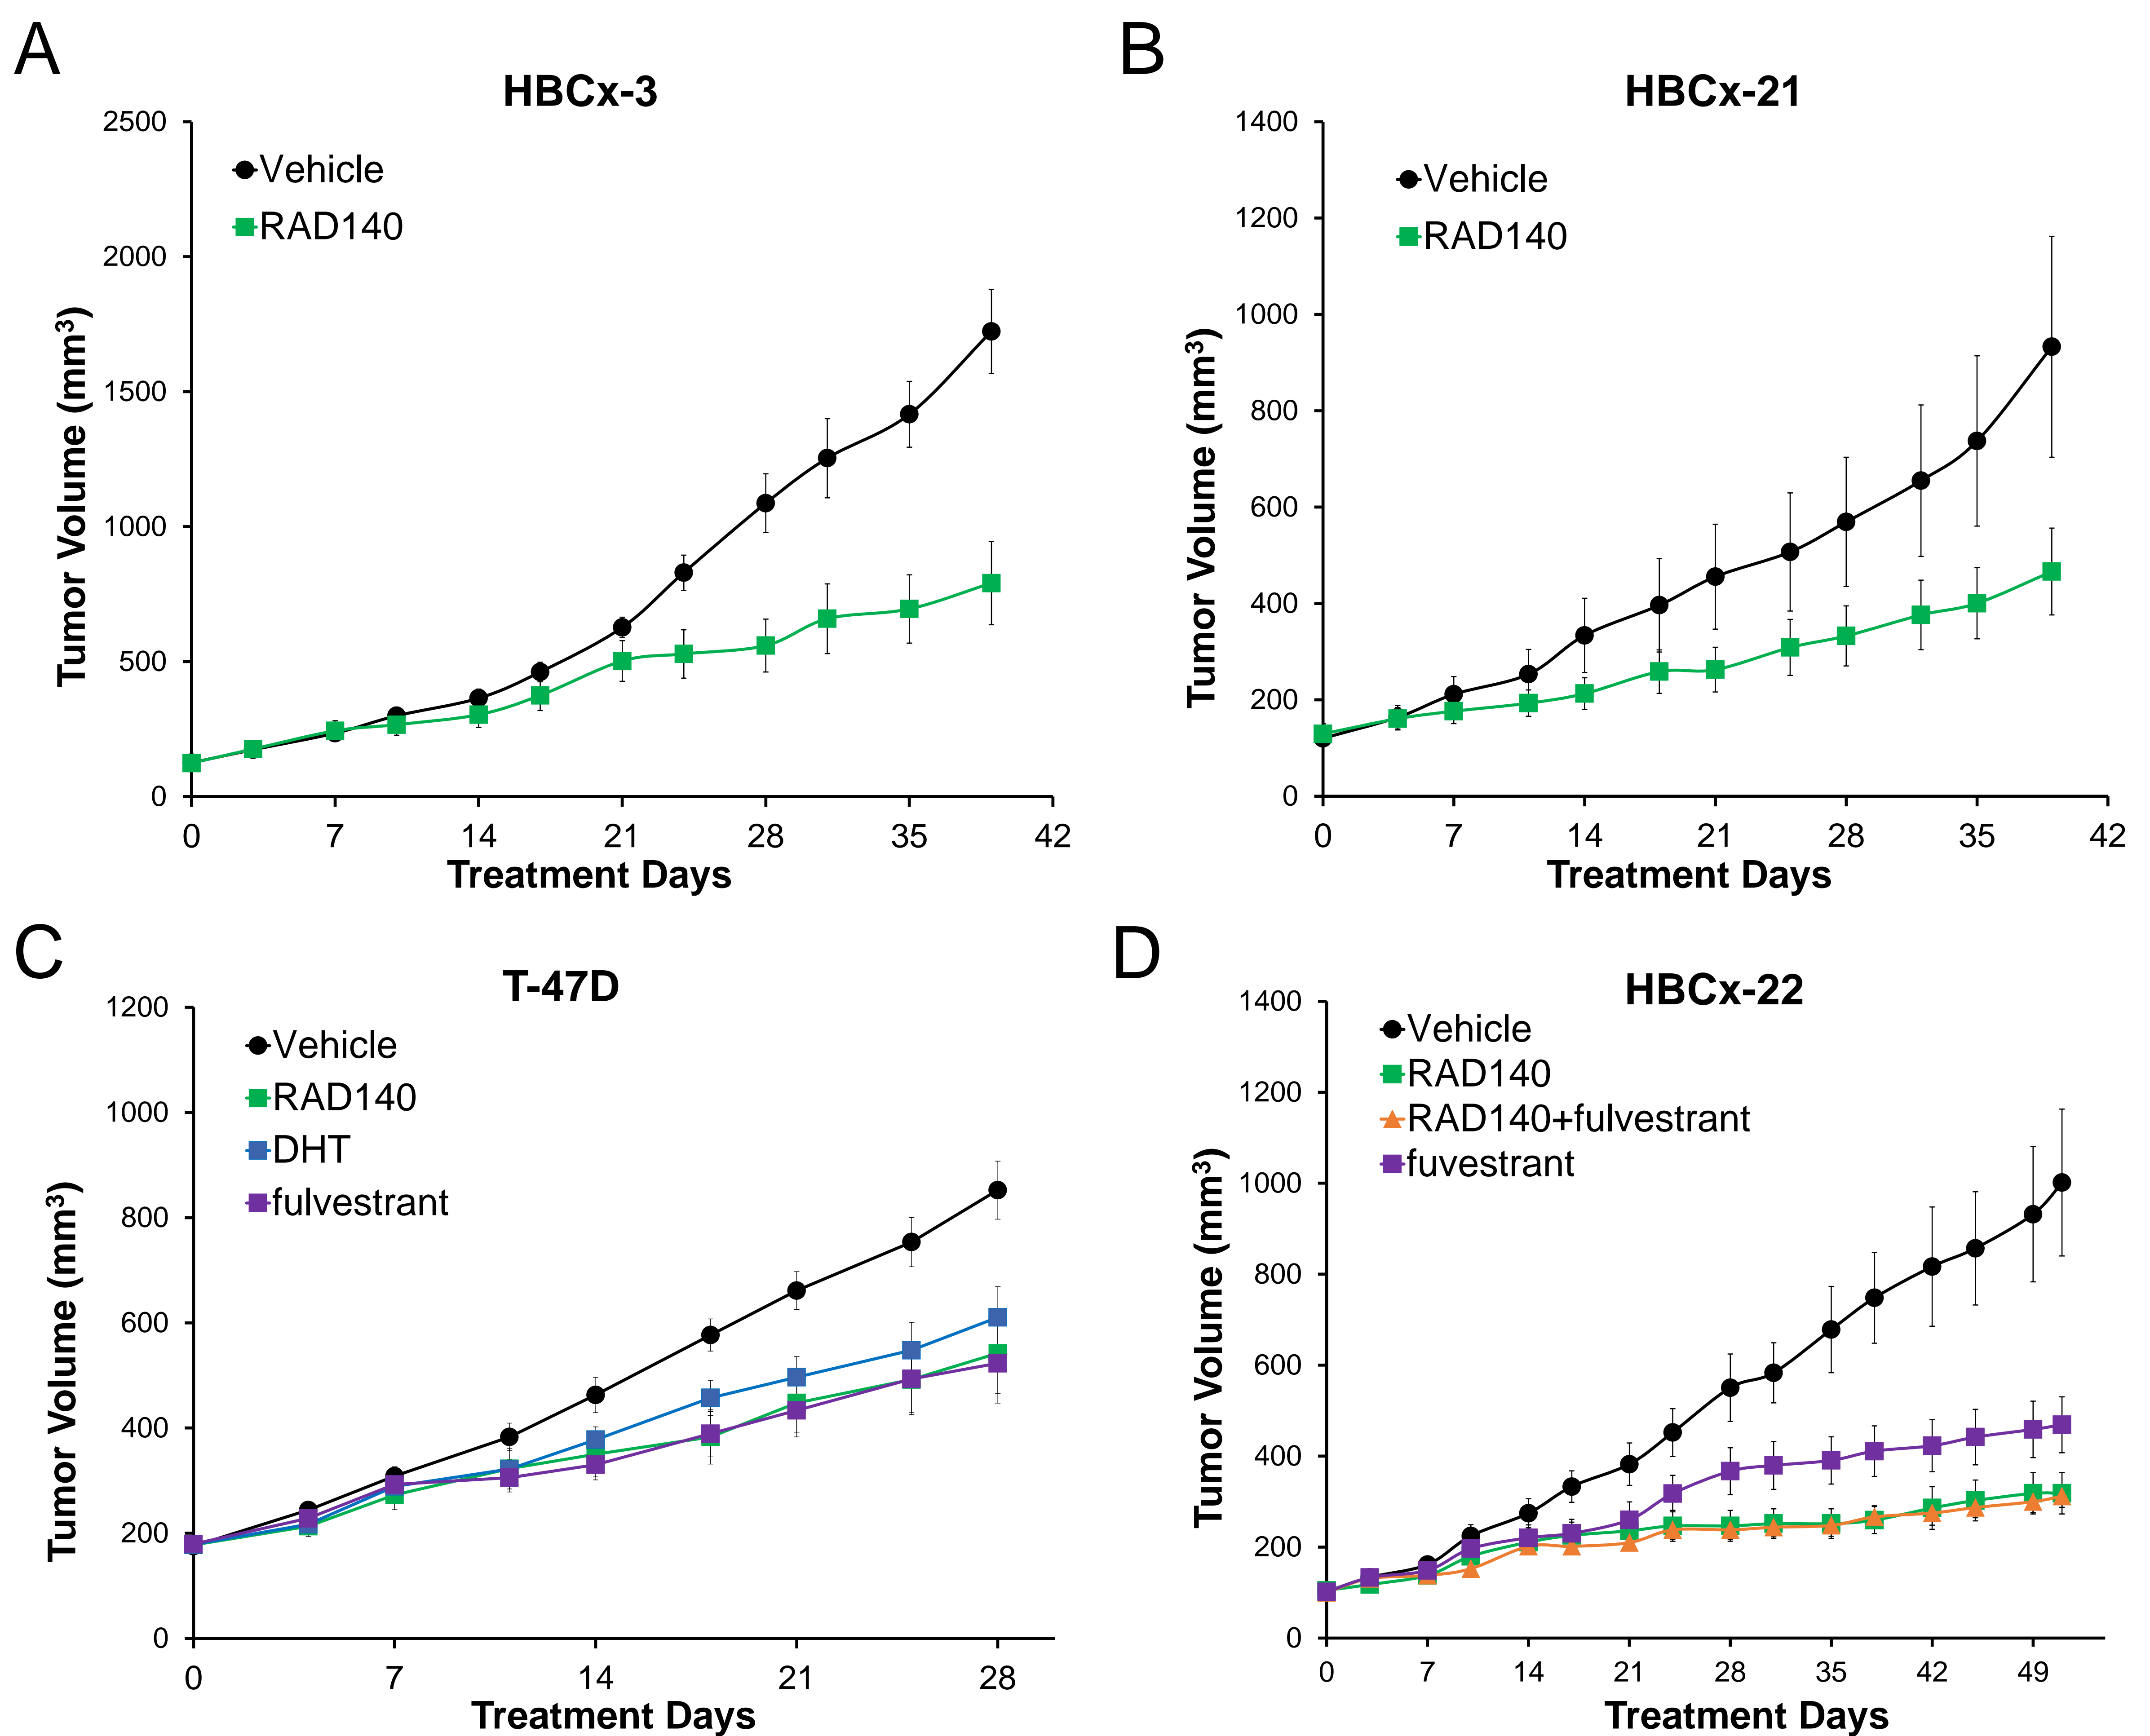 A
HBCx-3
2500
2000
1500
1000
500
0
Tumor Volume (mm³)
Vehicle
RAD140
0 7 14 21 28 35 42
Treatment Days
B
HBCx-21
1400
1200
1000
800
600
400
200
0
Tumor Volume (mm³)
Vehicle
RAD140
0 7 14 21 28 35 42
Treatment Days
C
T-47D
1200
1000
800
600
400
200
0
Tumor Volume (mm³)
Vehicle
RAD140
DHT
fulvestrant
0 7 14 21 28
Treatment Days
D
HBCx-22
1400
1200
1000
800
600
400
200
0
Tumor Volume (mm³)
Vehicle
RAD140
RAD140+fulvestrant
fuvestrant
0 7 14 21 28 35 42 49
Treatment Days